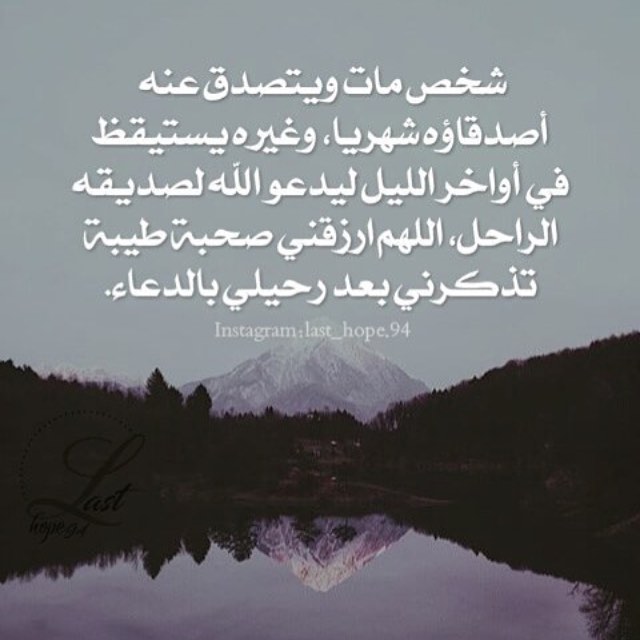 شخص مات ويتصدق عنه
أصدقاؤه شهريا، وغيره يستيقظ
في أواخر الليل ليدعو الله لصديقه
الراحل، اللهم ارزقني صحبة طيبة
تذكرني بعد رحيلي بالدعاء.
Instagram:last_hope.94
Last
hope.94